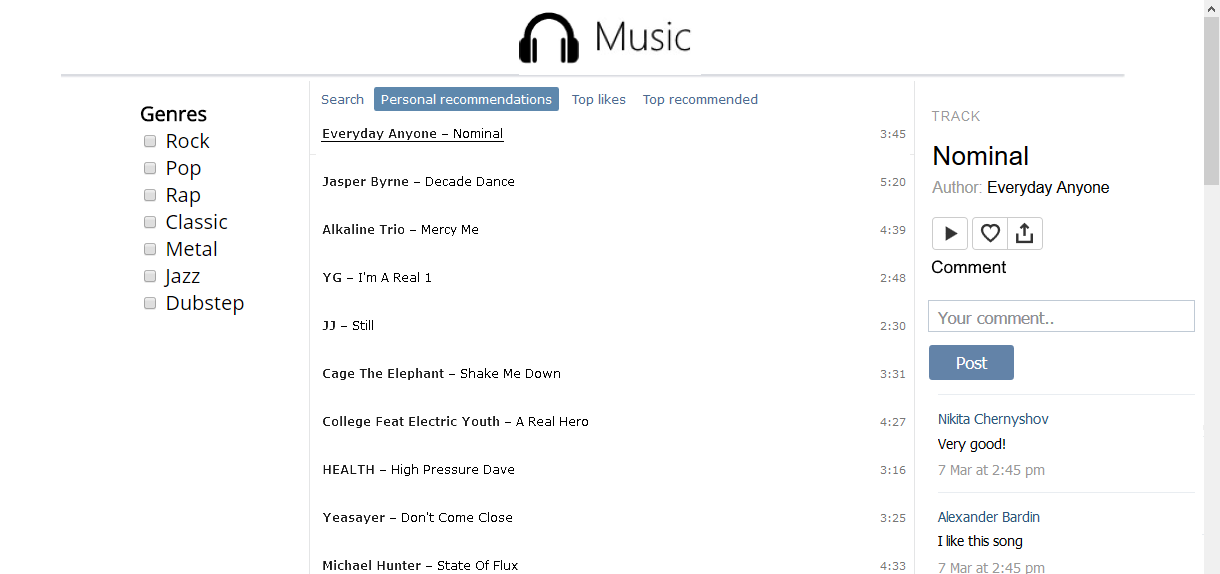 Music
Genres
Rock
Pop
Rap
Classic
Metal
Jazz
Dubstep
Search Personal recommendations Top likes Top recommended
Everyday Anyone – Nominal 3:45
Jasper Byrne – Decade Dance 5:20
Alkaline Trio – Mercy Me 4:39
YG – I'm A Real 1 2:48
JJ – Still 2:30
Cage The Elephant – Shake Me Down 3:31
College Feat Electric Youth – A Real Hero 4:27
HEALTH – High Pressure Dave 3:16
Yeasayer – Don't Come Close 3:25
Michael Hunter – State Of Flux 4:33
TRACK
Nominal
Author: Everyday Anyone
Comment
Your comment..
Post
Nikita Chernyshov
Very good!
7 Mar at 2:45 pm
Alexander Bardin
I like this song
7 Mar at 2:45 pm